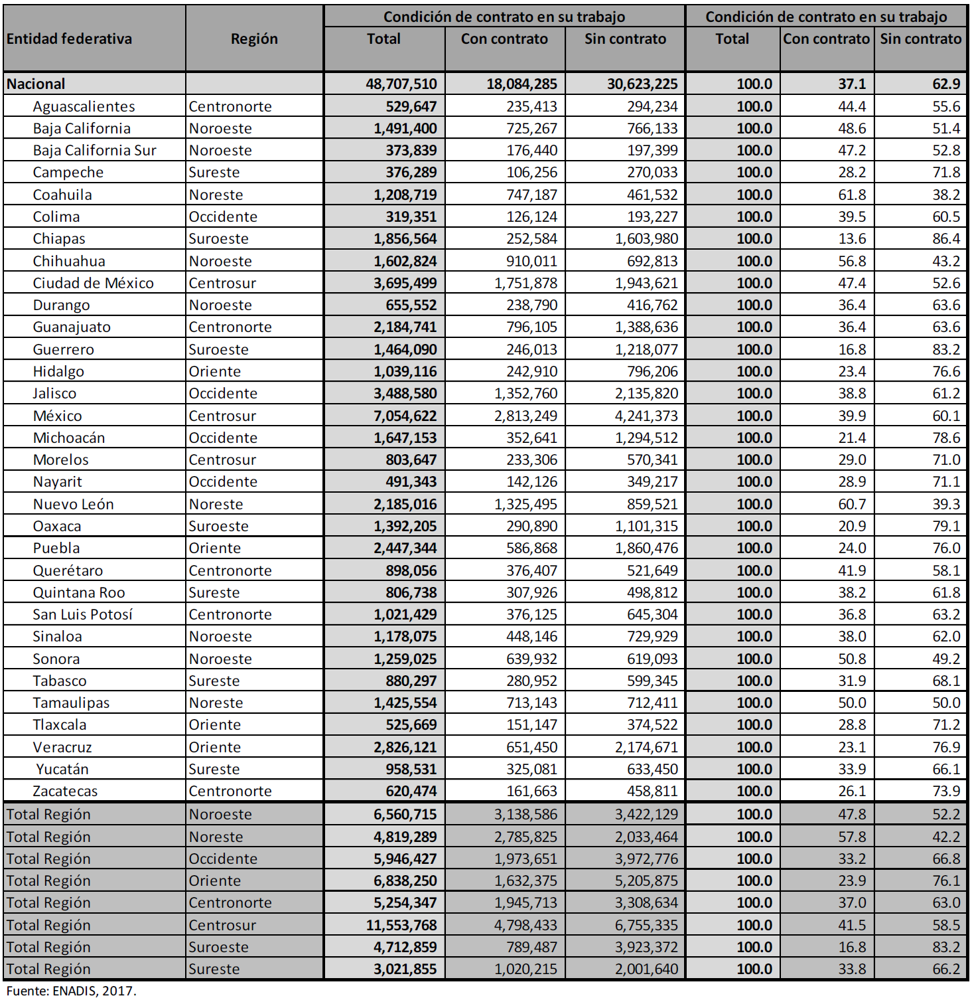 Entidad federativa Región Condición de contrato en su trabajo Condición de contrato en su trabajo
Total Con contrato Sin contrato Total Con contrato Sin contrato
Nacional 48,707,510 18,084,285 30,623,225 100.0 37.1 62.9
Aguascalientes Centronorte 529,647 235,413 294,234 100.0 44.4 55.6
Baja California Noroeste 1,491,400 725,267 766,133 100.0 48.6 51.4
Baja California Sur Noroeste 373,839 176,440 197,399 100.0 47.2 52.8
Campeche Sureste 376,289 106,256 270,033 100.0 28.2 71.8
Coahuila Noreste 1,208,719 747,187 461,532 100.0 61.8 38.2
Colima Occidente 319,351 126,124 193,227 100.0 39.5 60.5
Chiapas Suroeste 1,856,564 252,584 1,603,980 100.0 13.6 86.4
Chihuahua Noroeste 1,602,824 910,011 692,813 100.0 56.8 43.2
Ciudad de México Centrosur 3,695,499 1,751,878 1,943,621 100.0 47.4 52.6
Durango Noroeste 655,552 238,790 416,762 100.0 36.4 63.6
Guanajuato Centronorte 2,184,741 796,105 1,388,636 100.0 36.4 63.6
Guerrero Suroeste 1,464,090 246,013 1,218,077 100.0 16.8 83.2
Hidalgo Oriente 1,039,116 242,910 796,206 100.0 23.4 76.6
Jalisco Occidente 3,488,580 1,352,760 2,135,820 100.0 38.8 61.2
México Centrosur 7,054,622 2,813,249 4,241,373 100.0 39.9 60.1
Michoacán Occidente 1,647,153 352,641 1,294,512 100.0 21.4 78.6
Morelos Centrosur 803,647 233,306 570,341 100.0 29.0 71.0
Nayarit Occidente 491,343 142,126 349,217 100.0 28.9 71.1
Nuevo León Noreste 2,185,016 1,325,495 859,521 100.0 60.7 39.3
Oaxaca Suroeste 1,392,205 290,890 1,101,315 100.0 20.9 79.1
Puebla Oriente 2,447,344 586,868 1,860,476 100.0 24.0 76.0
Querétaro Centronorte 898,056 376,407 521,649 100.0 41.9 58.1
Quintana Roo Sureste 806,738 307,926 498,812 100.0 38.2 61.8
San Luis Potosí Centronorte 1,021,429 376,125 645,304 100.0 36.8 63.2
Sinaloa Noroeste 1,178,075 448,146 729,929 100.0 38.0 62.0
Sonora Noroeste 1,259,025 639,932 619,093 100.0 50.8 49.2
Tabasco Sureste 880,297 280,952 599,345 100.0 31.9 68.1
Tamaulipas Noreste 1,425,554 713,143 712,411 100.0 50.0 50.0
Tlaxcala Oriente 525,669 151,147 374,522 100.0 28.8 71.2
Veracruz Oriente 2,826,121 651,450 2,174,671 100.0 23.1 76.9
Yucatán Sureste 958,531 325,081 633,450 100.0 33.9 66.1
Zacatecas Centronorte 620,474 161,663 458,811 100.0 26.1 73.9
Total Región Noroeste 6,560,715 3,138,586 3,422,129 100.0 47.8 52.2
Total Región Noreste 4,819,289 2,785,825 2,033,464 100.0 57.8 42.2
Total Región Occidente 5,946,427 1,973,651 3,972,776 100.0 33.2 66.8
Total Región Oriente 6,838,250 1,632,375 5,205,875 100.0 23.9 76.1
Total Región Centronorte 5,254,347 1,945,713 3,308,634 100.0 37.0 63.0
Total Región Centrosur 11,553,768 4,798,433 6,755,335 100.0 41.5 58.5
Total Región Suroeste 4,712,859 789,487 3,923,372 100.0 16.8 83.2
Total Región Sureste 3,021,855 1,020,215 2,001,640 100.0 33.8 66.2
Fuente: ENADIS, 2017.